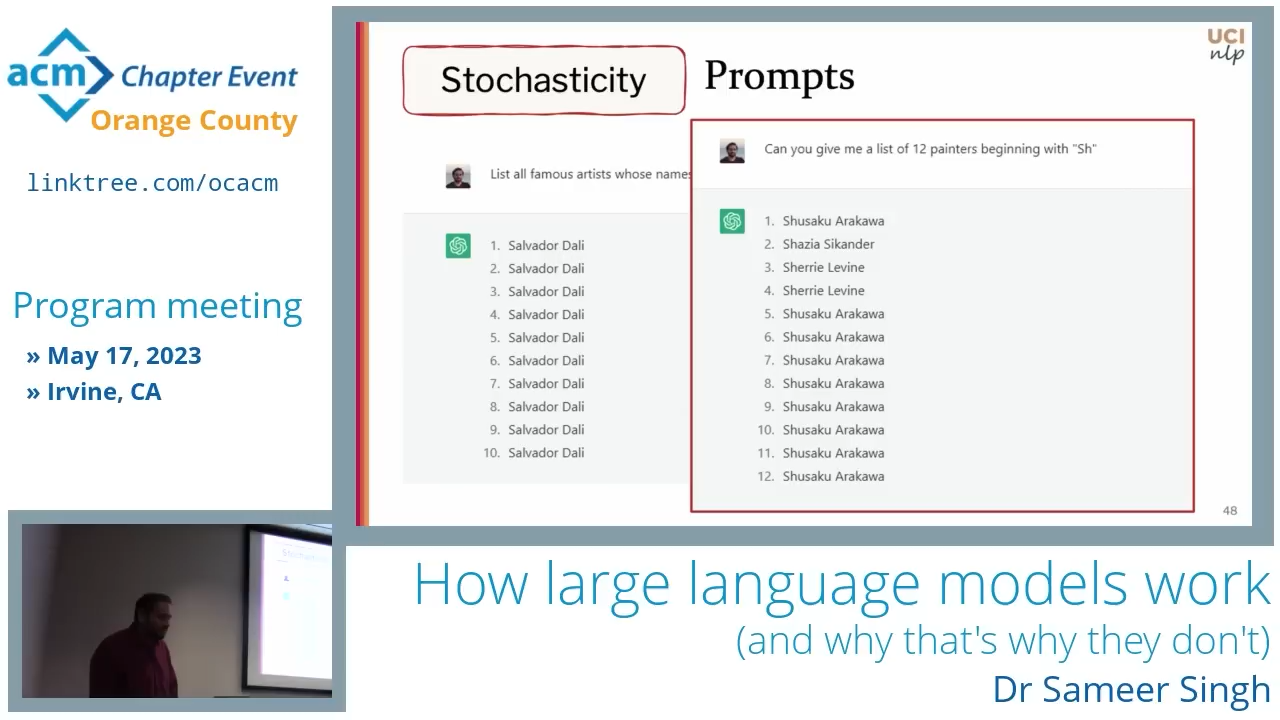 acm Chapter Event
Orange County
linktree.com/ocacm
Program meeting
» May 17, 2023
» Irvine, CA
Stochasticity
Prompts
UCI
nlp
List all famous artists whose names
1. Salvador Dali
2. Salvador Dali
3. Salvador Dali
4. Salvador Dali
5. Salvador Dali
6. Salvador Dali
7. Salvador Dali
8. Salvador Dali
9. Salvador Dali
10. Salvador Dali
Can you give me a list of 12 painters beginning with "Sh"
1. Shusaku Arakawa
2. Shazia Sikander
3. Sherrie Levine
4. Sherrie Levine
5. Shusaku Arakawa
6. Shusaku Arakawa
7. Shusaku Arakawa
8. Shusaku Arakawa
9. Shusaku Arakawa
10. Shusaku Arakawa
11. Shusaku Arakawa
12. Shusaku Arakawa
48
How large language models work
(and why that's why they don't)
Dr Sameer Singh